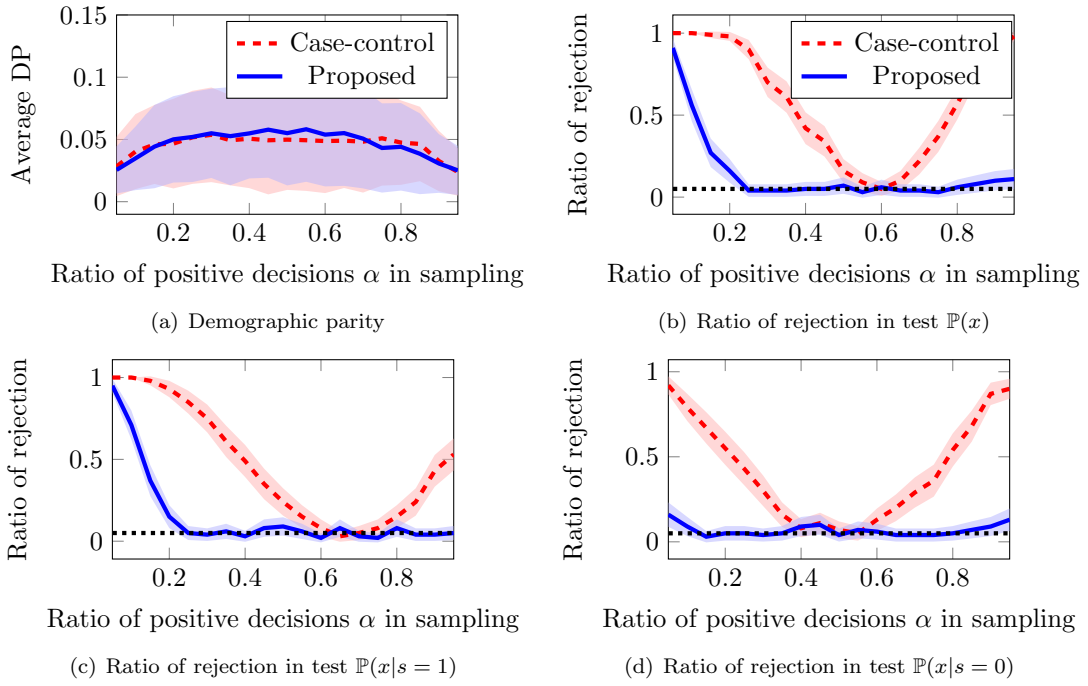 0.15
0.1
0.05
0
Average DP
Case-control
Proposed
0.2 0.4 0.6 0.8
Ratio of positive decisions α in sampling
(a) Demographic parity
1
0.5
0
Ratio of rejection
Case-control
Proposed
0.2 0.4 0.6 0.8
Ratio of positive decisions α in sampling
(b) Ratio of rejection in test ℙ(x)
1
0.5
0
Ratio of rejection
0.2 0.4 0.6 0.8
Ratio of positive decisions α in sampling
(c) Ratio of rejection in test ℙ(x|s = 1)
1
0.5
0
Ratio of rejection
0.2 0.4 0.6 0.8
Ratio of positive decisions α in sampling
(d) Ratio of rejection in test ℙ(x|s = 0)